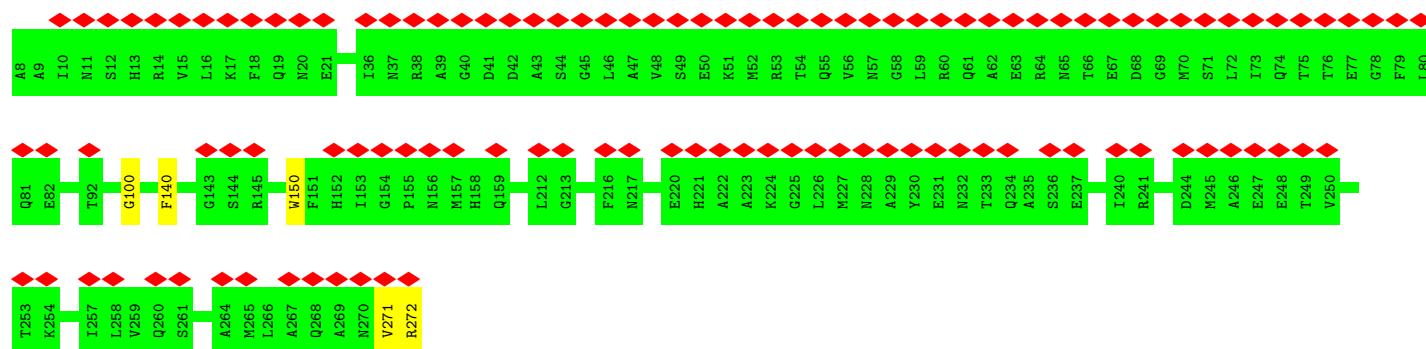 A8 A9 I10 N11 S12 H13 R14 V15 L16 K17 F18 Q19 N20 E21 I36 N37 R38 A39 G40 D41 D42 A43 S44 G45 L46 A47 V48 S49 E50 K51 M52 R53 T54 Q55 V56 N57 G58 L59 R60 Q61 A62 E63 R64 N65 T66 E67 D68 G69 M70 S71 L72 I73 Q74 T75 T76 E77 G78 F79 L80
Q81 E82 T92 G100 F140 G143 S144 R145 W150 F151 H152 I153 G154 P155 N156 M157 H158 Q159 L212 G213 F216 N217 E220 H221 A222 A223 K224 G225 L226 M227 N228 A229 Y230 E231 N232 T233 Q234 A235 S236 E237 I240 R241 D244 M245 A246 E247 E248 T249 V250
T253 K254 I257 L258 V259 Q260 S261 A264 M265 L266 A267 Q268 A269 N270 V271 R272